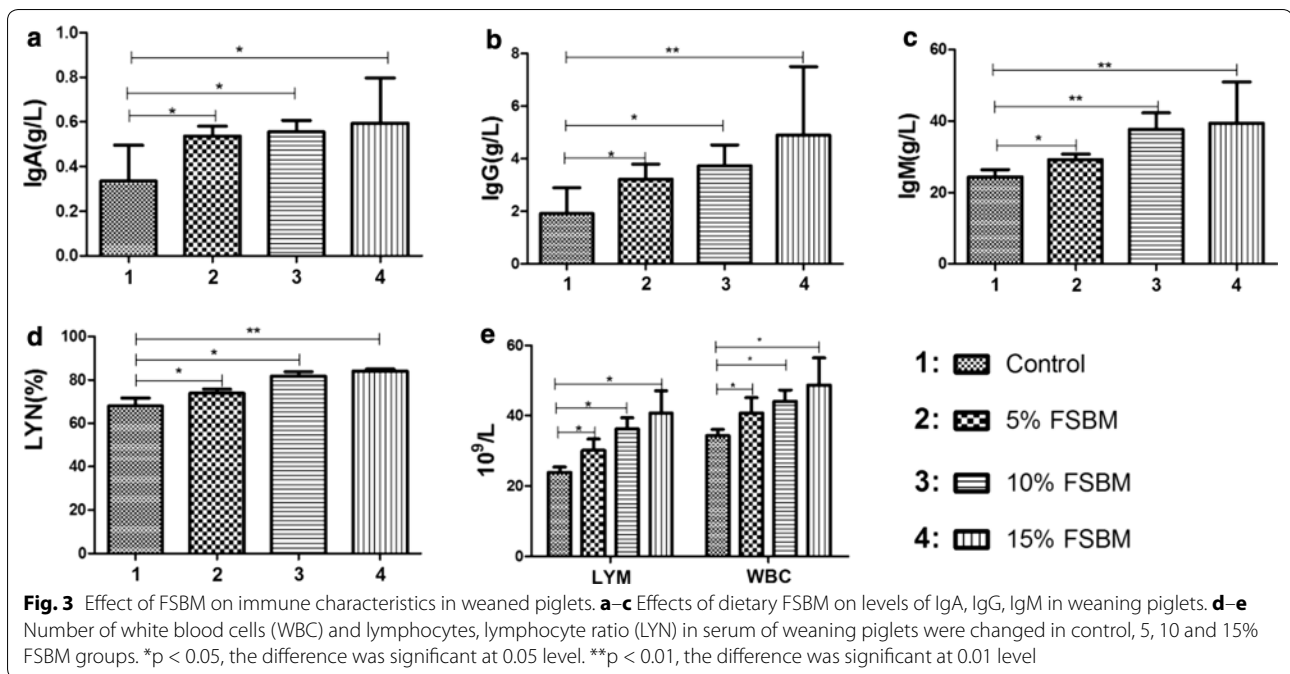 a
IgA(g/L)
1.0
0.8
0.6
0.4
0.2
0.0
*
*
*
1 2 3 4
b
IgG(g/L)
8
6
4
2
0
**
*
*
1 2 3 4
c
IgM(g/L)
60
40
20
0
**
**
*
1 2 3 4
d
LYN(%)
100
80
60
40
20
0
**
*
*
1 2 3 4
e
10^9/L
60
40
20
0
*
*
*
*
*
*
LYM WBC
1: Control
2: 5% FSBM
3: 10% FSBM
4: 15% FSBM
Fig. 3 Effect of FSBM on immune characteristics in weaned piglets. a–c Effects of dietary FSBM on levels of IgA, IgG, IgM in weaning piglets. d–e
Number of white blood cells (WBC) and lymphocytes, lymphocyte ratio (LYN) in serum of weaning piglets were changed in control, 5, 10 and 15%
FSBM groups. *p < 0.05, the difference was significant at 0.05 level. **p < 0.01, the difference was significant at 0.01 level